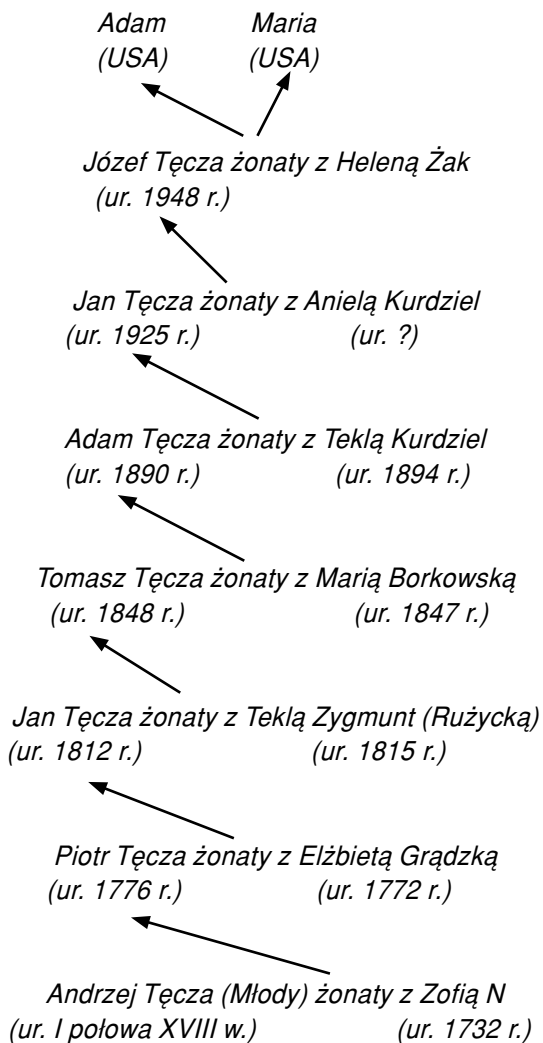 Adam Maria
(USA) (USA)
Józef Tęcza żonaty z Heleną Żak
(ur. 1948 r.)
Jan Tęcza żonaty z Anielą Kurdziel
(ur. 1925 r.) (ur. ?)
Adam Tęcza żonaty z Teklą Kurdziel
(ur. 1890 r.) (ur. 1894 r.)
Tomasz Tęcza żonaty z Marią Borkowską
(ur. 1848 r.) (ur. 1847 r.)
Jan Tęcza żonaty z Teklą Zygmunt (Rużycką)
(ur. 1812 r.) (ur. 1815 r.)
Piotr Tęcza żonaty z Elżbietą Grądzką
(ur. 1776 r.) (ur. 1772 r.)
Andrzej Tęcza (Młody) żonaty z Zofią N
(ur. I połowa XVIII w.) (ur. 1732 r.)